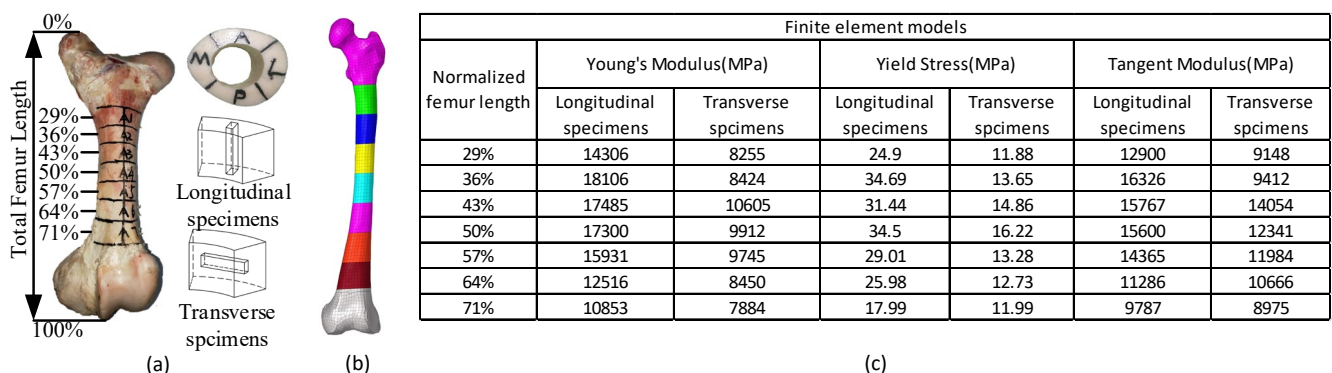 0%
Total Femur Length
29%
36%
43%
50%
57%
64%
71%
100%
A
M
L
P
Longitudinal
specimens
Transverse
spcimens
(a)
(b)
Finite element models
Normalized
femur length
Young's Modulus(MPa)
Yield Stress(MPa)
Tangent Modulus(MPa)
Longitudinal
specimens
Transverse
spcimens
Longitudinal
specimens
Transverse
spcimens
Longitudinal
specimens
Transverse
spcimens
29% 14306 8255 24.9 11.88 12900 9148
36% 18106 8424 34.69 13.65 16326 9412
43% 17485 10605 31.44 14.86 15767 14054
50% 17300 9912 34.5 16.22 15600 12341
57% 15931 9745 29.01 13.28 14365 11984
64% 12516 8450 25.98 12.73 11286 10666
71% 10853 7884 17.99 11.99 9787 8975
(c)